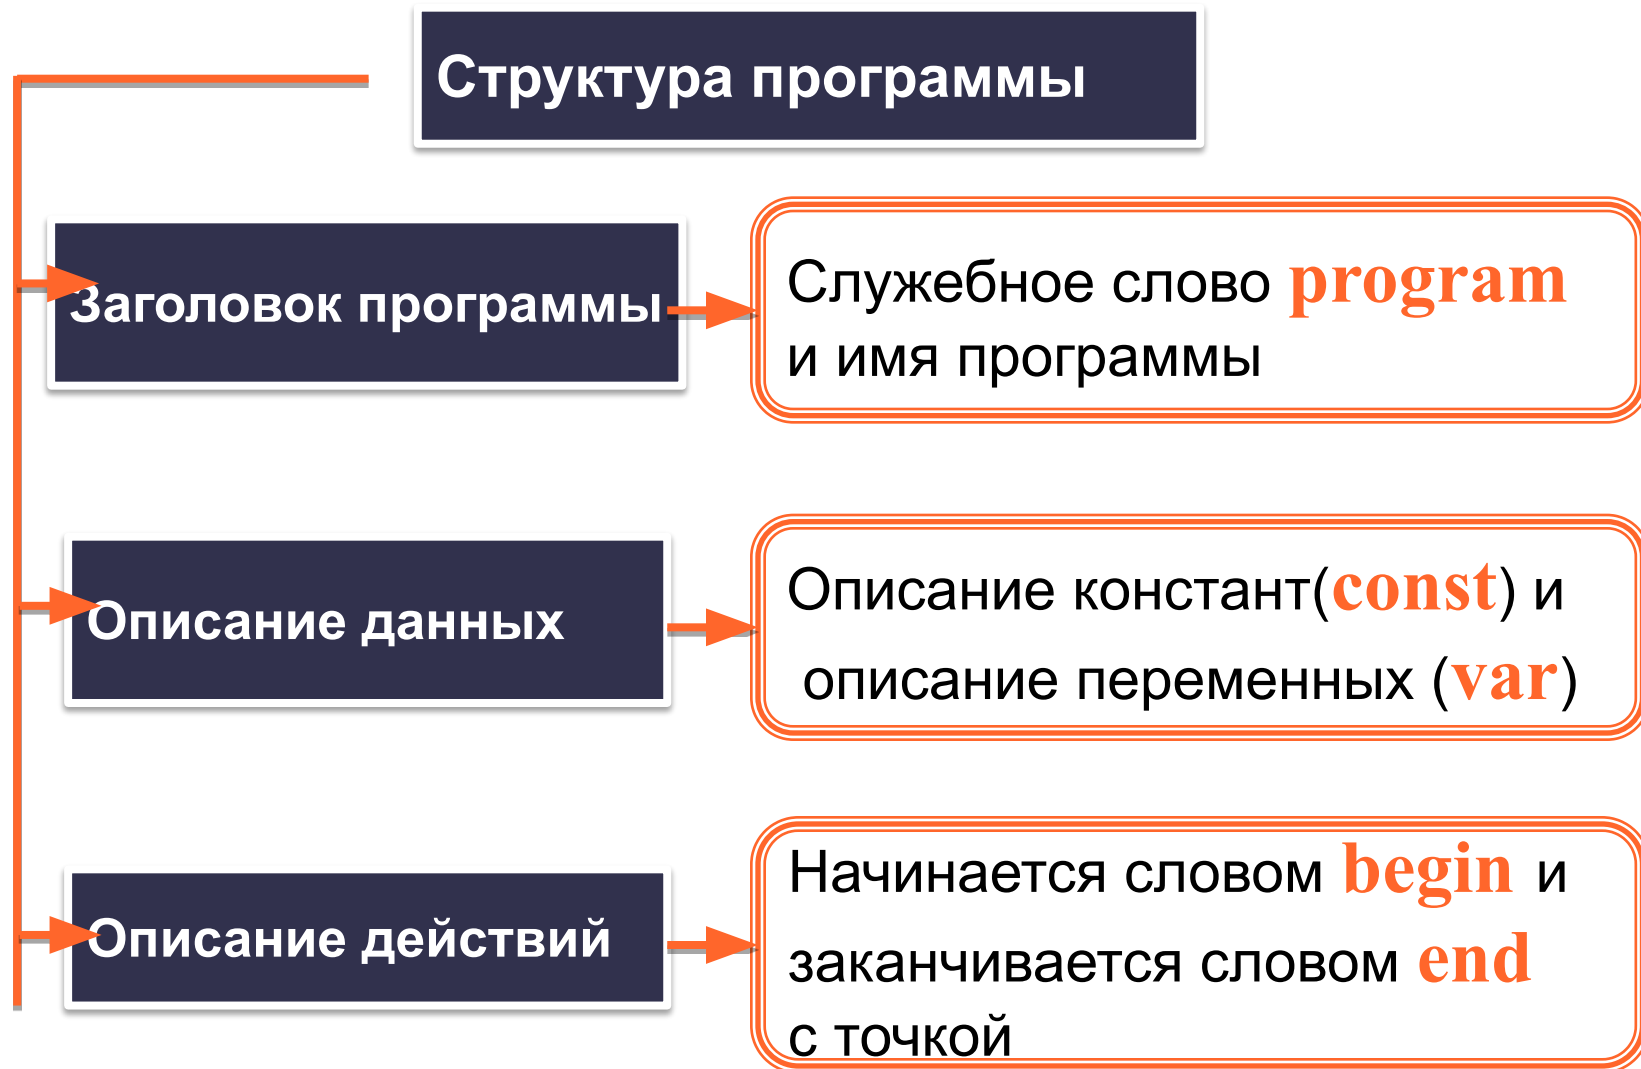 Структура программы
Заголовок программы
Служебное слово program
и имя программы
Описание данных
Описание констант(const) и
описание переменных (var)
Описание действий
Начинается словом begin и
заканчивается словом end
с точкой